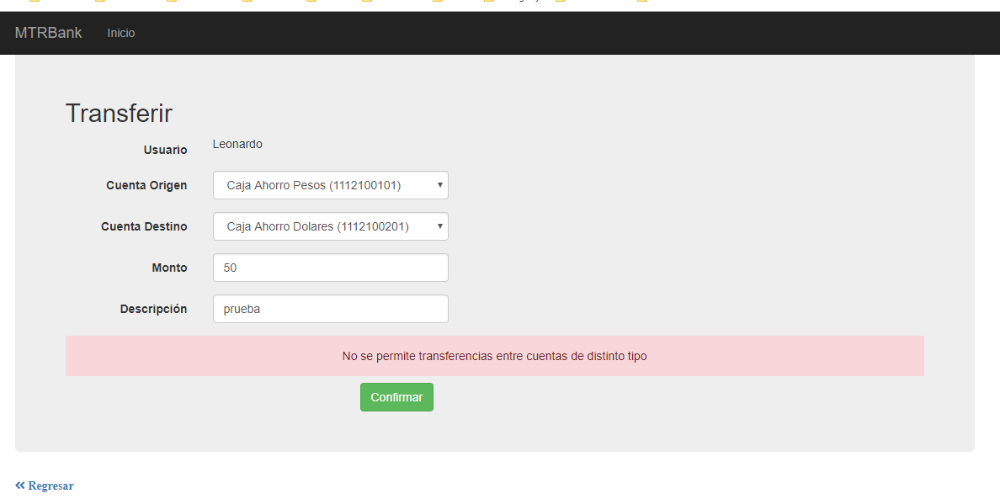 MTRBank Inicio
Transferir
Usuario Leonardo
Cuenta Origen Caja Ahorro Pesos (1112100101)
Cuenta Destino Caja Ahorro Dolares (1112100201)
Monto 50
Descripción prueba
No se permite transferencias entre cuentas de distinto tipo
Confirmar
« Regresar